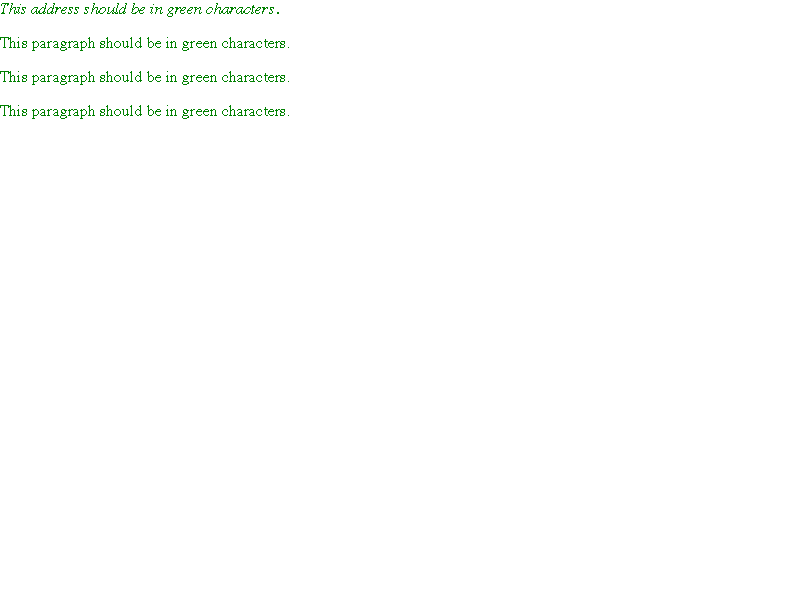 This address should be in green characters.
This paragraph should be in green characters.
This paragraph should be in green characters.
This paragraph should be in green characters.